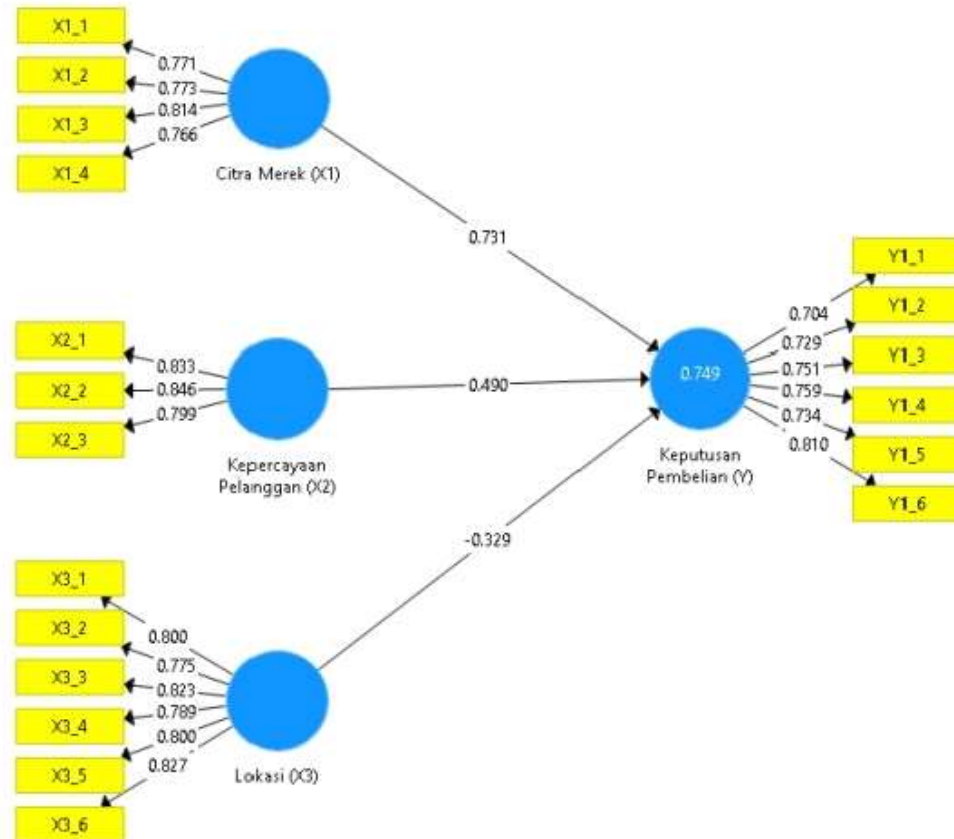 X1_1
X1_2
X1_3
X1_4
0.771
0.773
0.814
0.766
Citra Merek (X1)
0.731
X2_1
X2_2
X2_3
0.833
0.846
0.799
Kepercayaan
Pelanggan (X2)
0.490
X3_1
X3_2
X3_3
X3_4
X3_5
X3_6
0.800
0.775
0.823
0.789
0.800
0.827
Lokasi (X3)
-0.329
0.749
Keputusan
Pembelian (Y)
0.704
0.729
0.751
0.759
0.734
0.810
Y1_1
Y1_2
Y1_3
Y1_4
Y1_5
Y1_6